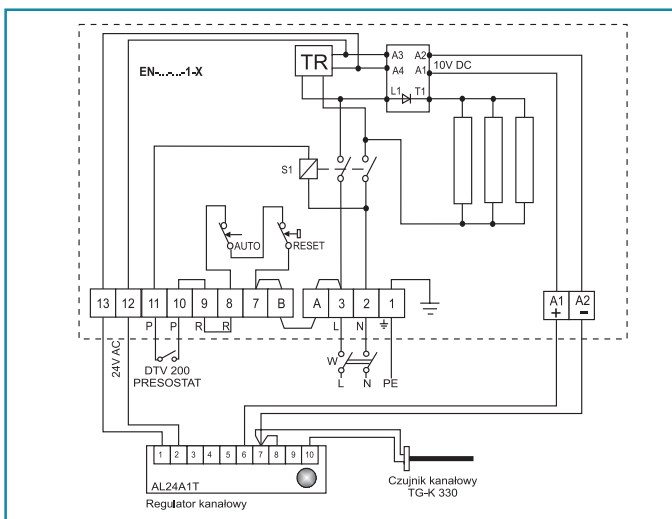 TR
A3 A2
A4 A1
10V DC
EN-...-...-1-X
L1 T1
S1
AUTO
RESET
13 12 11 10 9 8 7 B A 3 2 1
A1 A2
+ -
P P R R L N
24V AC
DTV 200
PRESOSTAT
W
L N PE
1 2 3 4 5 6 7 8 9 10
AL24A1T
Regulator kanałowy
Czujnik kanałowy
TG-K 330